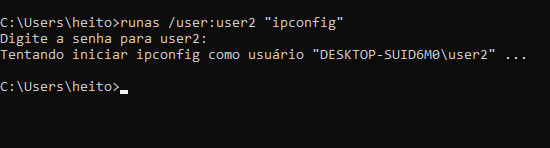 C:\Users\heito>runas /user:user2 "ipconfig"
Digite a senha para user2:
Tentando iniciar ipconfig como usuário "DESKTOP-SUID6M0\user2" ...
C:\Users\heito>